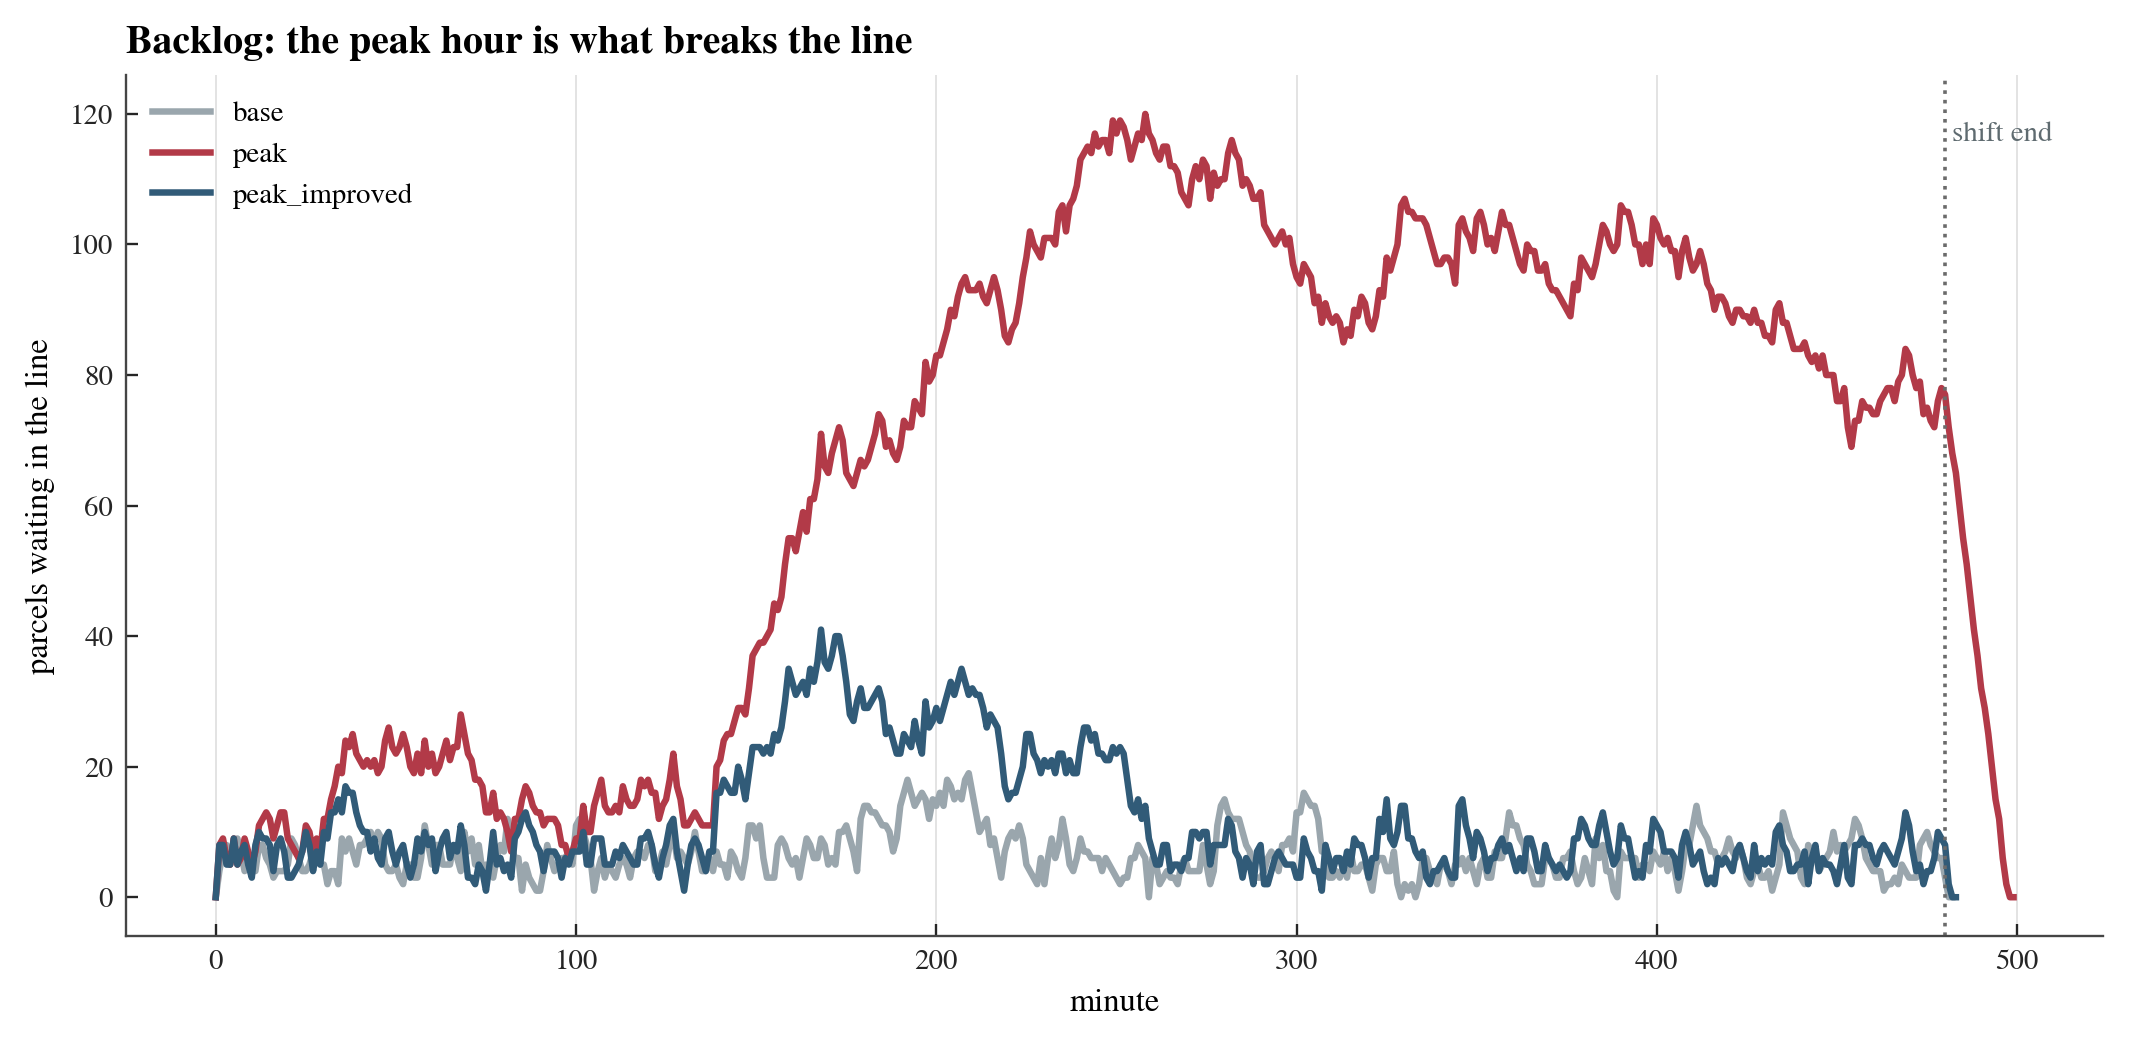 Backlog: the peak hour is what breaks the line
base
peak
peak_improved
shift end
parcels waiting in the line
120
100
80
60
40
20
0
0 100 200 300 400 500
minute